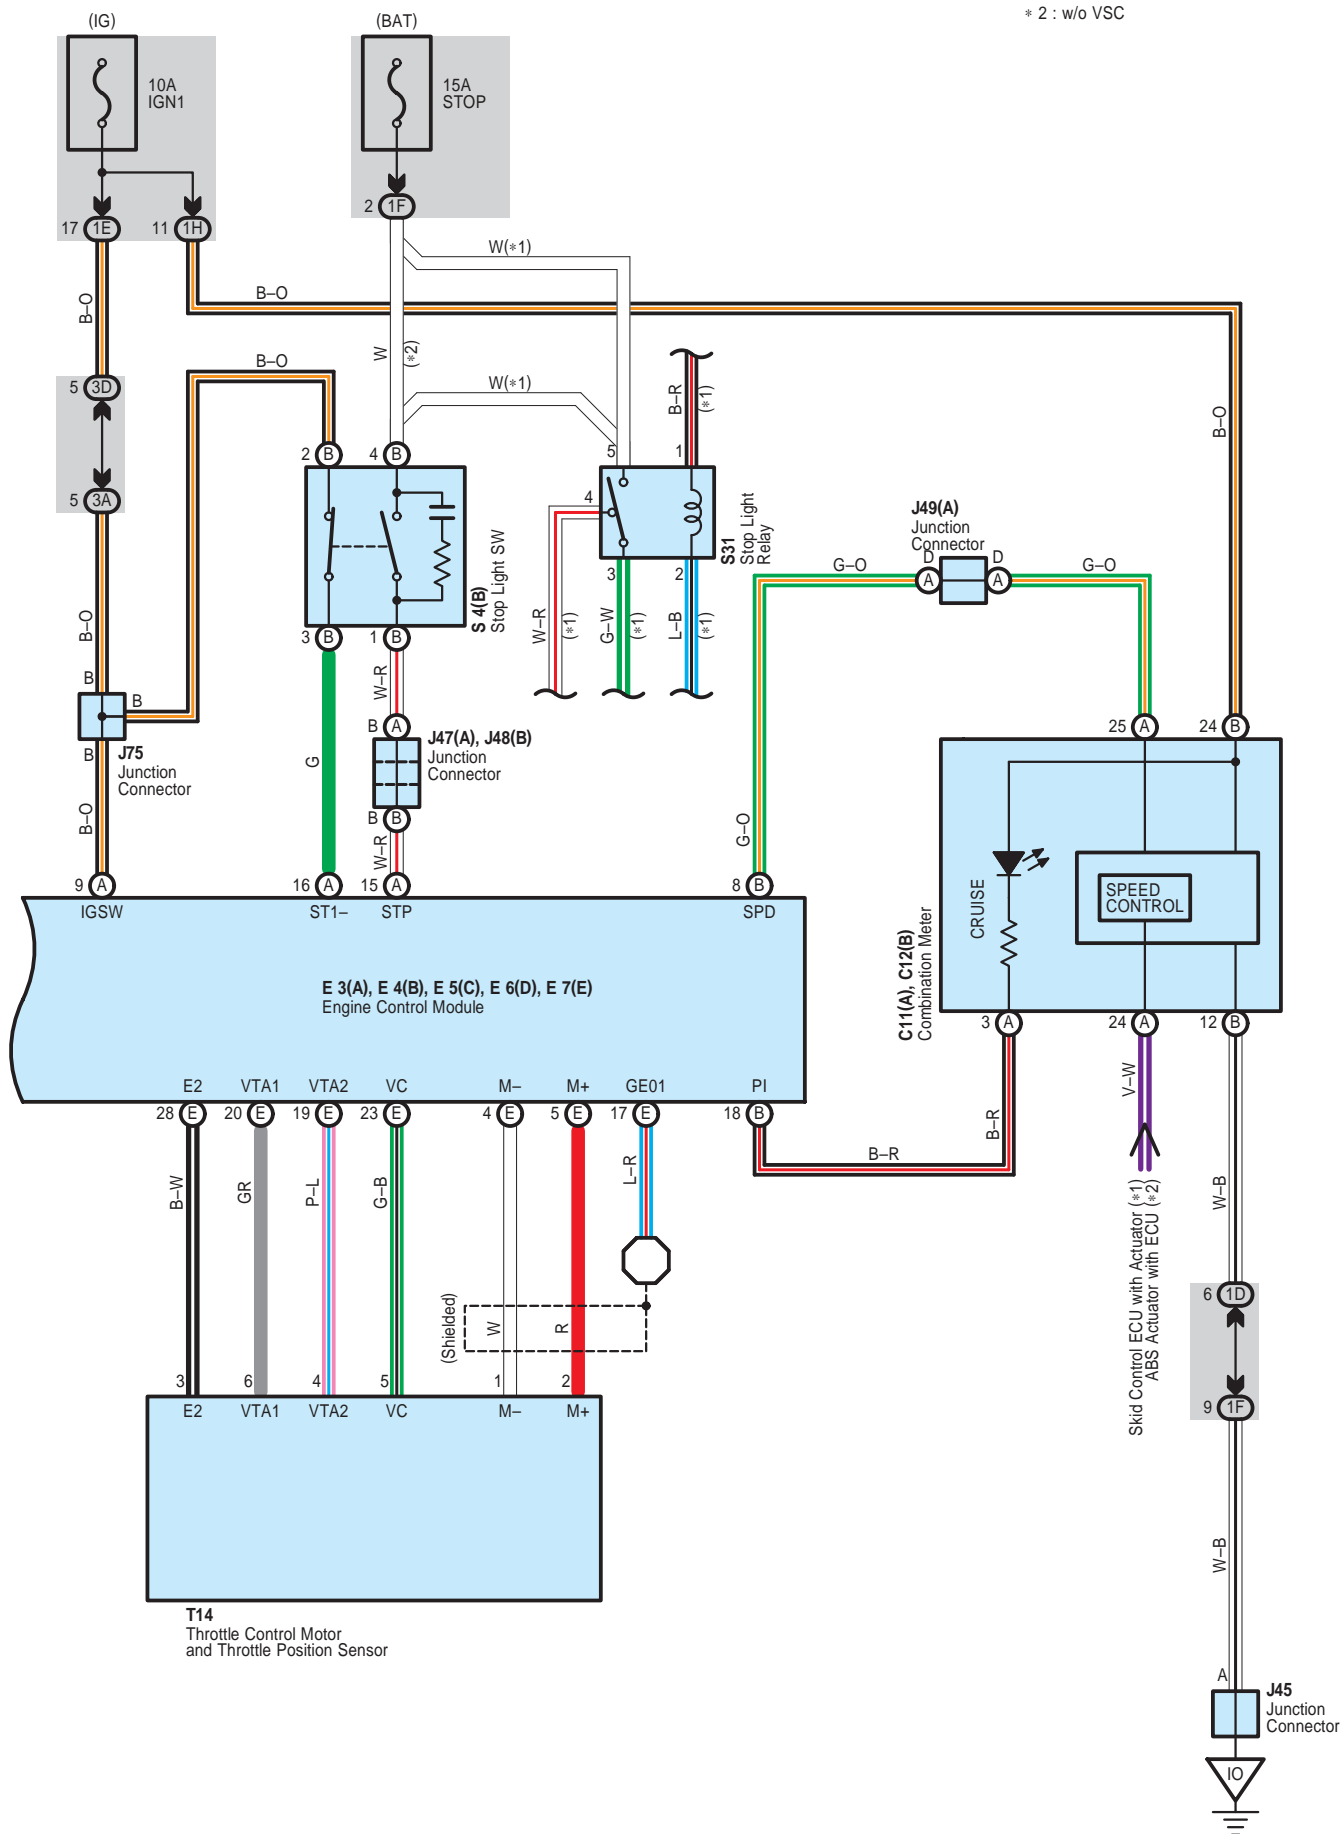 ∗ 2 : w/o VSC
(IG)
(BAT)
10A
IGN1
15A
STOP
2 1F
17 1E
11 1H
W(∗1)
B–O
B–O
W
(∗2)
B–O
W(∗1)
B–R
(∗1)
B–O
5 3D
2 B
4 B
5
1
4
5 3A
J49(A)
Junction
Connector
D
D
A
A
S31
Stop Light
Relay
G–O
G–O
3
2
S 4(B)
Stop Light SW
B–O
3 B
1 B
W–R
(∗1)
G–W
(∗1)
L–B
(∗1)
W–R
B
B
B
J75
Junction
Connector
B A
J47(A), J48(B)
Junction
Connector
25 A
24 B
G
B–O
B B
W–R
G–O
9 A
16 A
15 A
8 B
IGSW
ST1–
STP
SPD
CRUISE
SPEED
CONTROL
C11(A), C12(B)
Combination Meter
E 3(A), E 4(B), E 5(C), E 6(D), E 7(E)
Engine Control Module
3 A
24 A
12 B
E2
VTA1
VTA2
VC
M–
M+
GE01
PI
28 E
20 E
19 E
23 E
4 E
5 E
17 E
18 B
B–W
GR
P–L
G–B
L–R
B–R
B–R
V–W
W–B
Skid Control ECU with Actuator (∗1)
ABS Actuator with ECU (∗2)
(Shielded)
W
R
6 1D
9 1F
3
6
4
5
1
2
E2
VTA1
VTA2
VC
M–
M+
W–B
T14
Throttle Control Motor
and Throttle Position Sensor
A
J45
Junction
Connector
IO